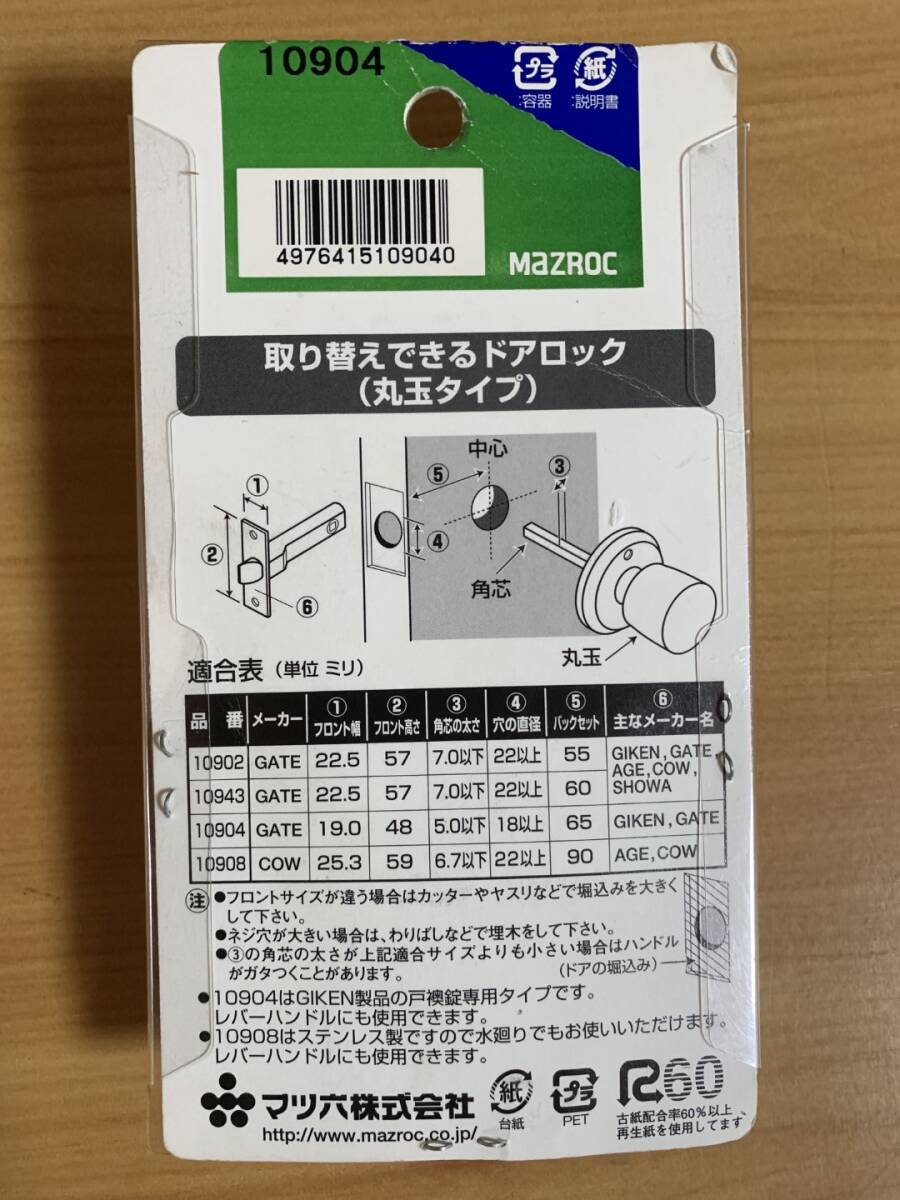 10904
プラ
:容器
紙
:説明書
4976415109040
MAZROC
取り替えできるドアロック
(丸玉タイプ)
中心
①
②
③
④
⑤
⑥
角芯
丸玉
適合表 (単位 ミリ)
品 番 メーカー ①フロント幅 ②フロント高さ ③角芯の太さ ④穴の直径 ⑤バックセット ⑥主なメーカー名
10902 GATE 22.5 57 7.0以下 22以上 55 GIKEN, GATE
AGE, COW,
10943 GATE 22.5 57 7.0以下 22以上 60 SHOWA
10904 GATE 19.0 48 5.0以下 18以上 65 GIKEN, GATE
10908 COW 25.3 59 6.7以下 22以上 90 AGE, COW
注 ●フロントサイズが違う場合はカッターやヤスリなどで堀込みを大きく
して下さい。
●ネジ穴が大きい場合は、わりばしなどで埋木をして下さい。
●③の角芯の太さが上記適合サイズよりも小さい場合はハンドル
がガタつくことがあります。
(ドアの堀込み)
●10904はGIKEN製品の戸襖錠専用タイプです。
レバーハンドルにも使用できます。
●10908はステンレス製ですので水廻りでもお使いいただけます。
レバーハンドルにも使用できます。
マツ六株式会社
http://www.mazroc.co.jp/
紙
台紙
プラ
PET
R60
古紙配合率60%以上
再生紙を使用してます